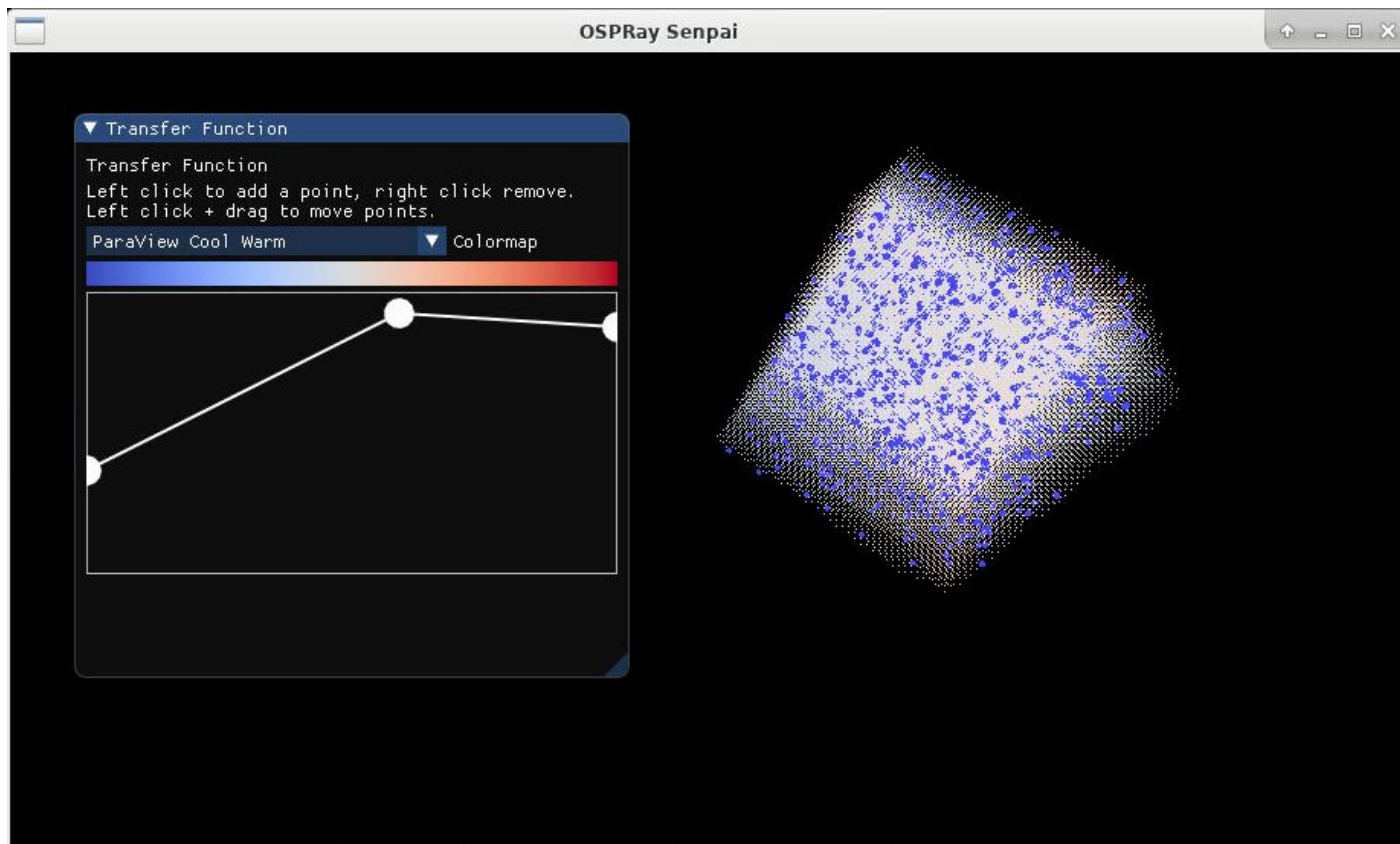 OSPRay Senpai
Transfer Function
Transfer Function
Left click to add a point, right click remove.
Left click + drag to move points.
ParaView Cool Warm
Colormap